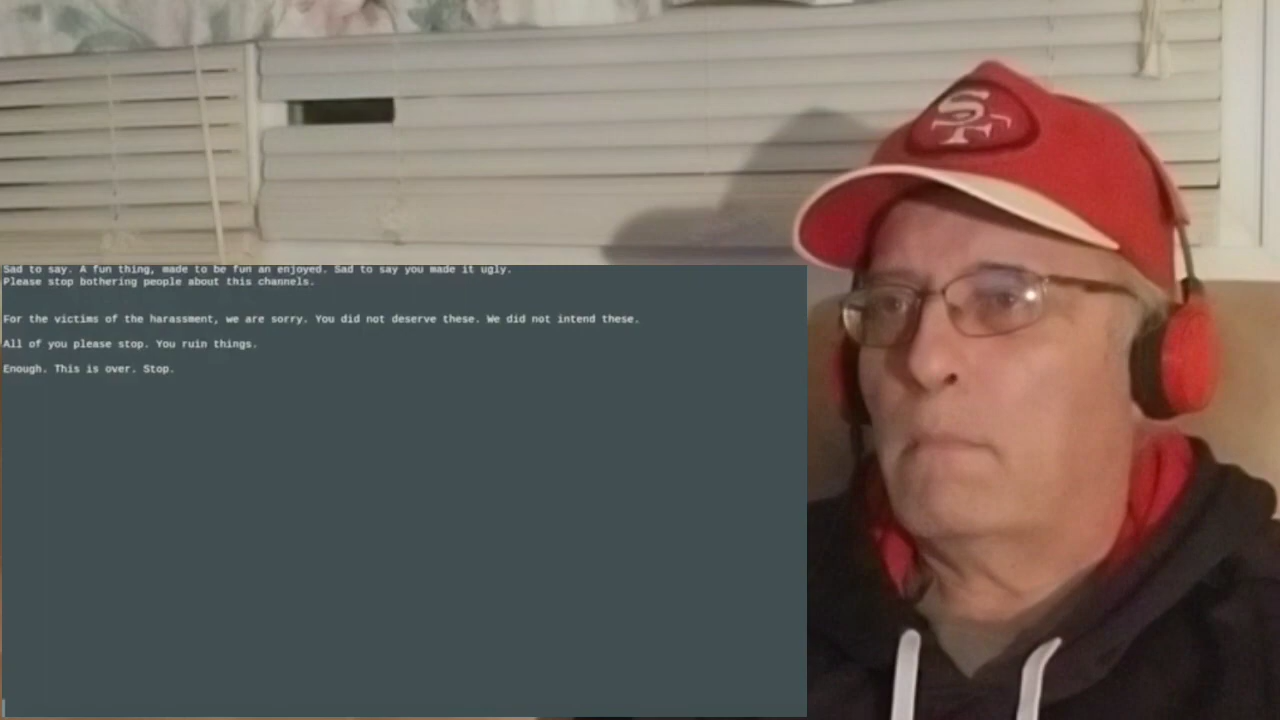 Sad to say. A fun thing, made to be fun an enjoyed. Sad to say you made it ugly.
Please stop bothering people about this channels.
For the victims of the harassment, we are sorry. You did not deserve these. We did not intend these.
All of you please stop. You ruin things.
Enough. This is over. Stop.
ST